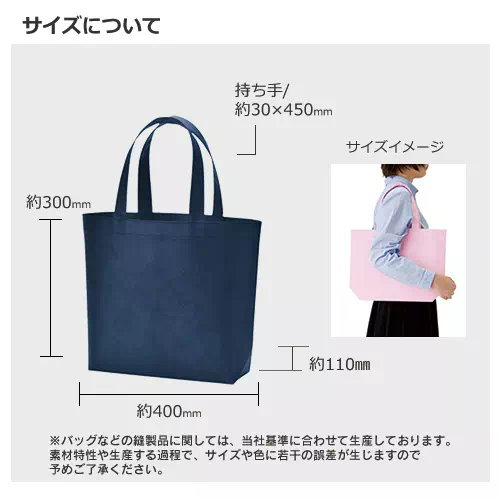 サイズについて
持ち手/
約30×450mm
サイズイメージ
約300mm
約110mm
約400mm
※バッグなどの縫製品に関しては、当社基準に合わせて生産しております。
素材特性や生産する過程で、サイズや色に若干の誤差が生じますので
予めご了承ください。